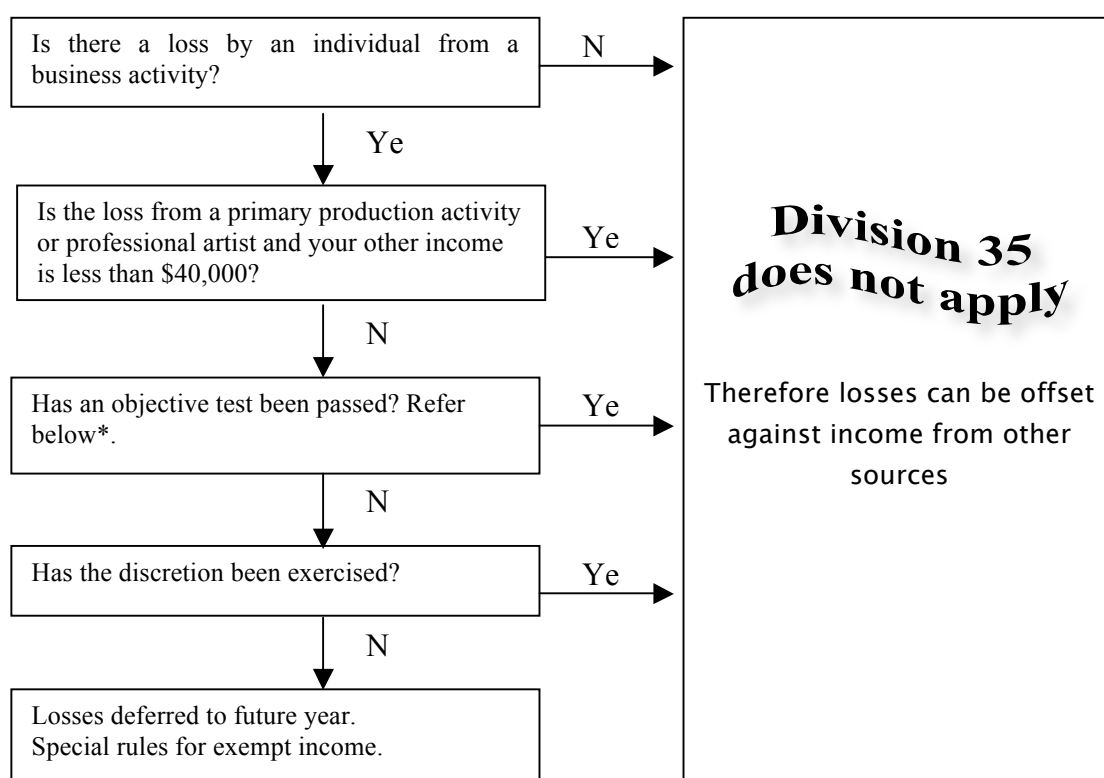 Is there a loss by an individual from a
business activity?
N
Ye
Is the loss from a primary production activity
or professional artist and your other income
is less than $40,000?
Ye
N
Has an objective test been passed? Refer
below*.
Ye
N
Has the discretion been exercised?
Ye
N
Losses deferred to future year.
Special rules for exempt income.
Division 35
does not apply
Therefore losses can be offset
against income from other
sources